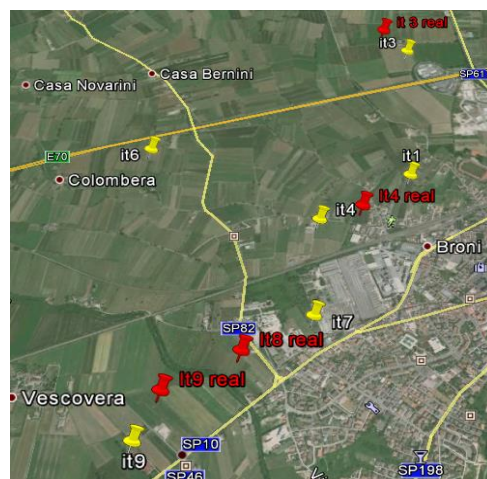 It 3 real
it3
Casa Bernini
SP61
Casa Novarini
it6
E70
it1
Colombera
It4 real
it4
Broni
it7
SP82
It8 real
It9 real
Vescovera
it9
SP10
SP46
SP198